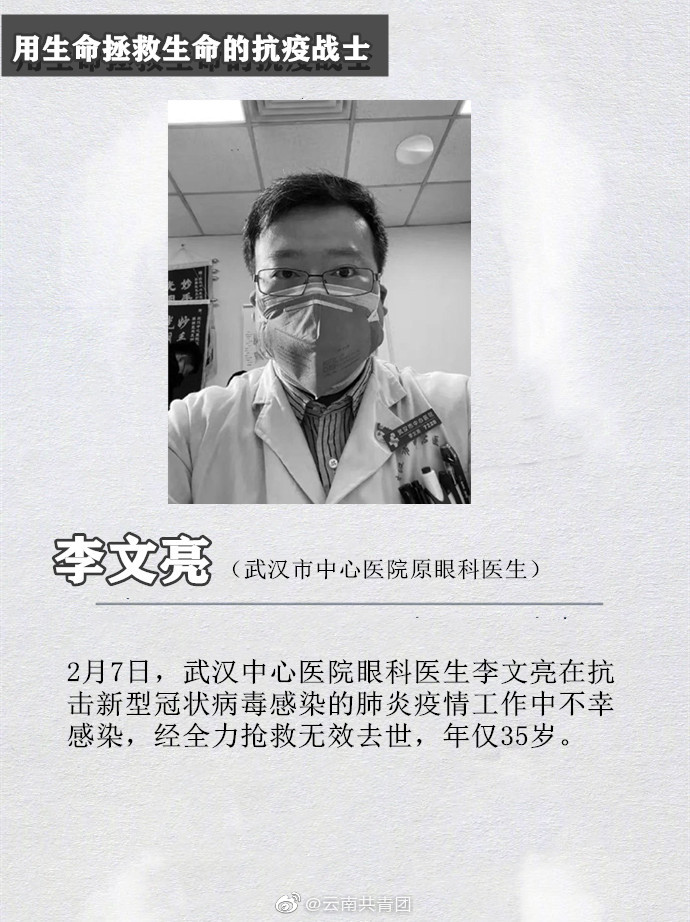 用生命拯救生命的抗疫战士
李文亮（武汉市中心医院原眼科医生）
2月7日，武汉中心医院眼科医生李文亮在抗
击新型冠状病毒感染的肺炎疫情工作中不幸
感染，经全力抢救无效去世，年仅35岁。
@云南共青团